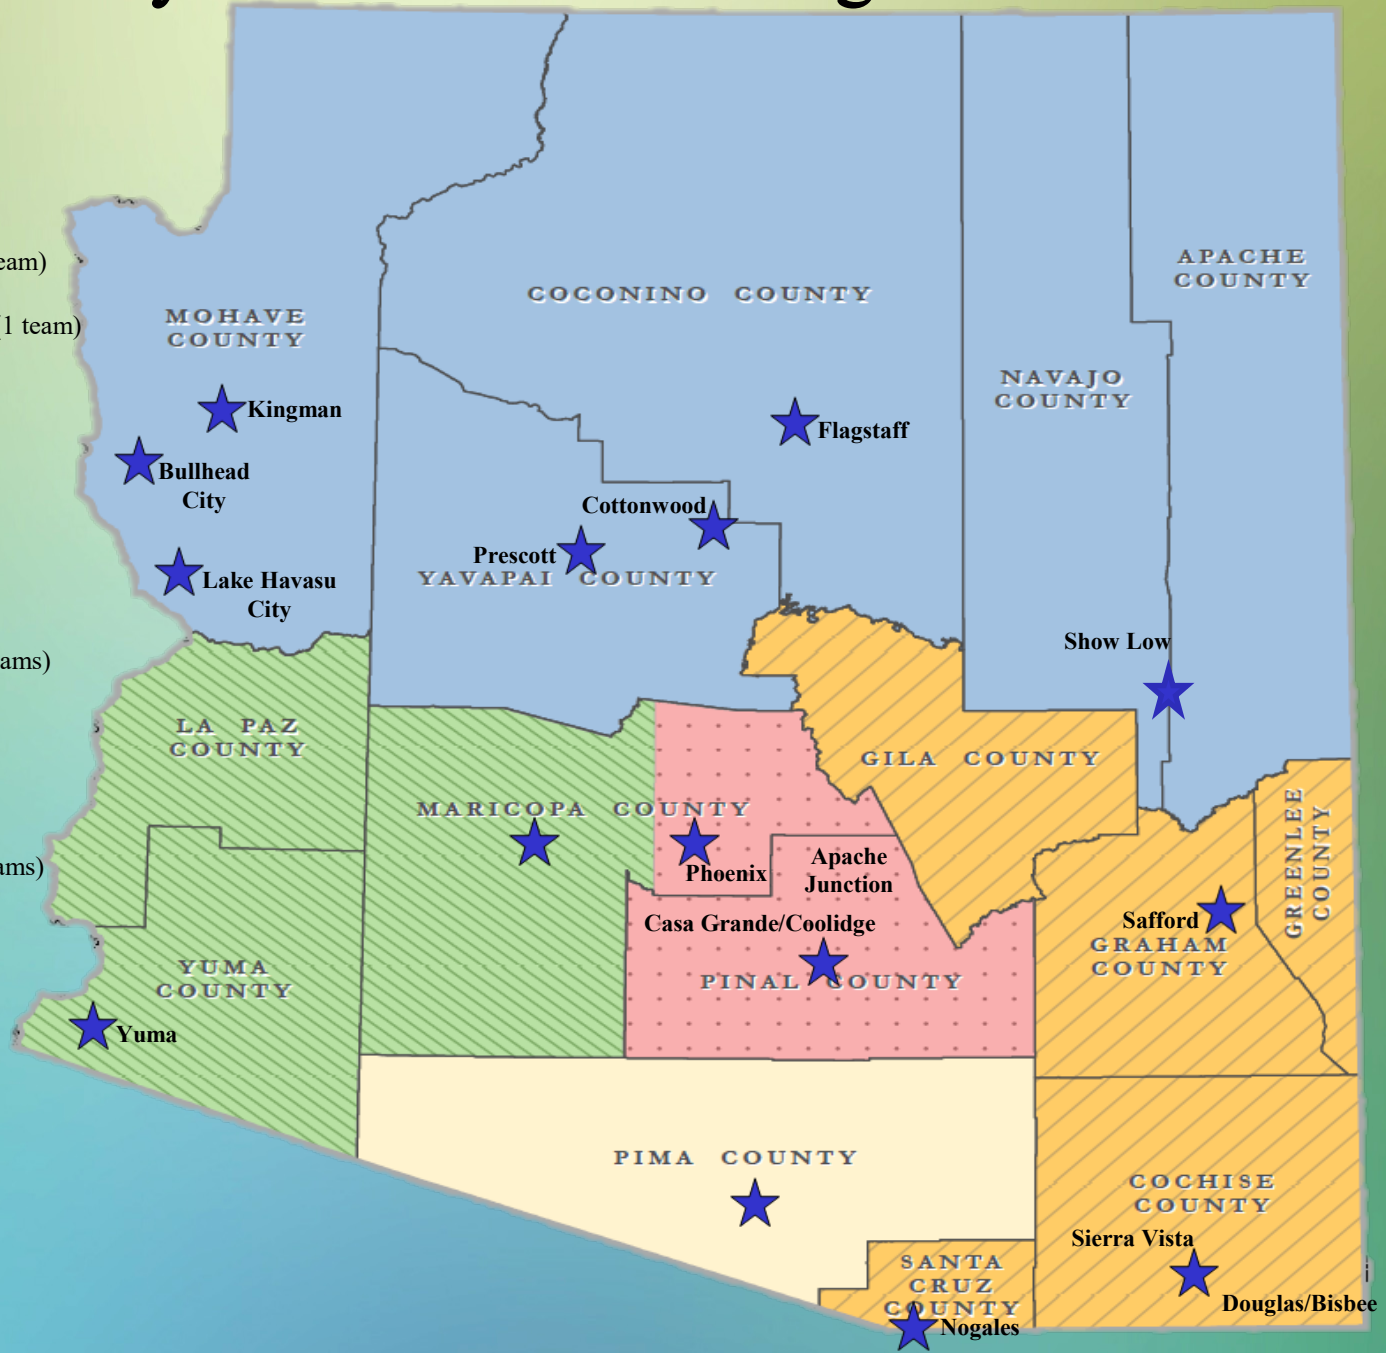 eam)
1 team)
ams)
ams)
APACHE
COUNTY
COCONINO COUNTY
MOHAVE
COUNTY
NAVAJO
COUNTY
Kingman
Flagstaff
Bullhead
City
Cottonwood
Prescott
YAVAPAI COUNTY
Lake Havasu
City
Show Low
LA PAZ
COUNTY
GILA COUNTY
MARICOPA COUNTY
GREENLEE
COUNTY
Phoenix
Apache
Junction
Casa Grande/Coolidge
PINAL COUNTY
Safford
GRAHAM
COUNTY
YUMA
COUNTY
Yuma
PIMA COUNTY
COCHISE
COUNTY
Sierra Vista
SANTA
CRUZ
COUNTY
Douglas/Bisbee
Nogales